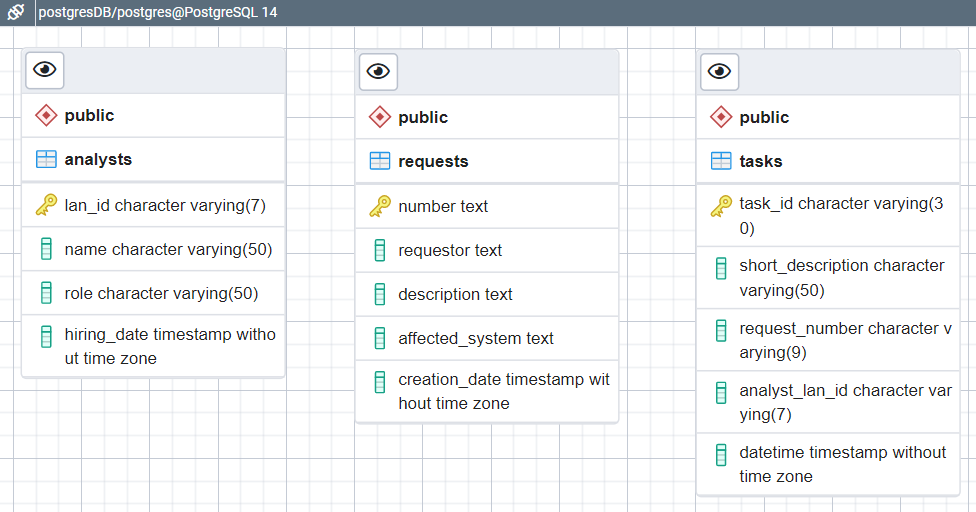 postgresDB/postgres@PostgreSQL 14
public
analysts
lan_id character varying(7)
name character varying(50)
role character varying(50)
hiring_date timestamp witho
ut time zone
public
requests
number text
requestor text
description text
affected_system text
creation_date timestamp wit
hout time zone
public
tasks
task_id character varying(3
0)
short_description character
varying(50)
request_number character v
arying(9)
analyst_lan_id character var
ying(7)
datetime timestamp without
time zone